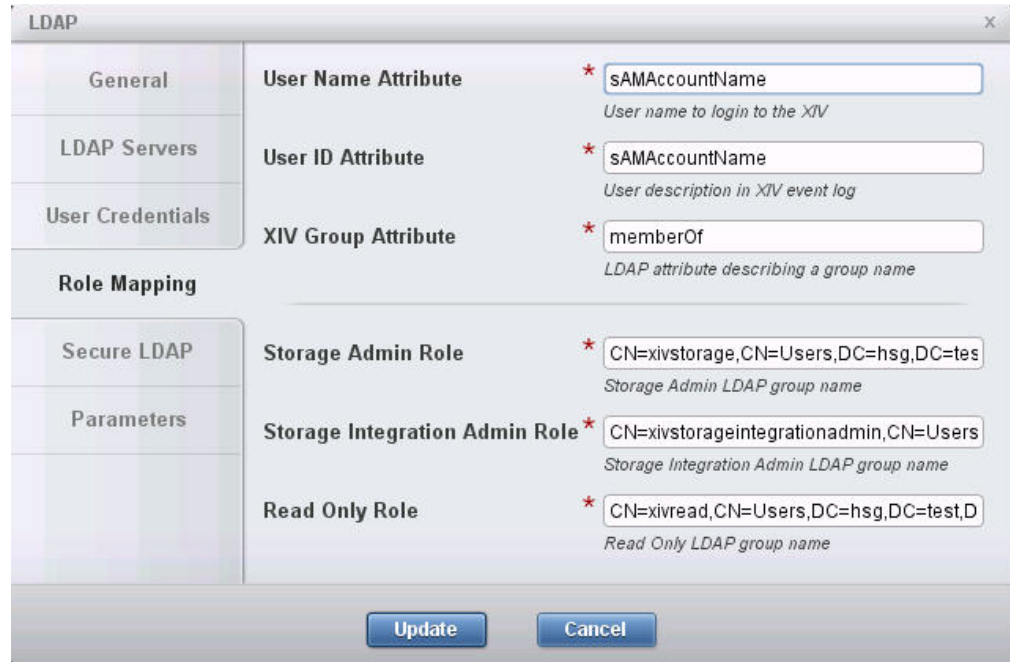 LDAP x
General
LDAP Servers
User Credentials
Role Mapping
Secure LDAP
Parameters
User Name Attribute * sAMAccountName
User name to login to the XIV
User ID Attribute * sAMAccountName
User description in XIV event log
XIV Group Attribute * memberOf
LDAP attribute describing a group name
Storage Admin Role * CN=xivstorage,CN=Users,DC=hsg,DC=tes
Storage Admin LDAP group name
Storage Integration Admin Role * CN=xivstorageintegrationadmin,CN=Users
Storage Integration Admin LDAP group name
Read Only Role * CN=xivread,CN=Users,DC=hsg,DC=test,D
Read Only LDAP group name
Update Cancel